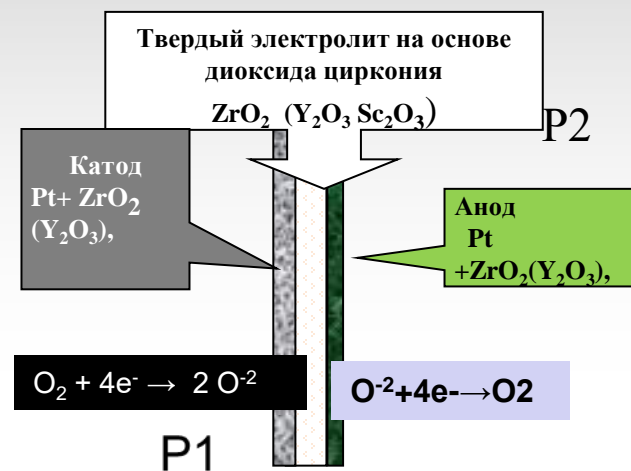 Твердый электролит на основе
диоксида циркония
ZrO₂ (Y₂O₃ Sc₂O₃)
P2
Катод
Pt+ ZrO₂
(Y₂O₃),
Анод
Pt
+ZrO₂(Y₂O₃),
O₂ + 4e⁻ → 2 O⁻²
O⁻²+4e-→O2
P1